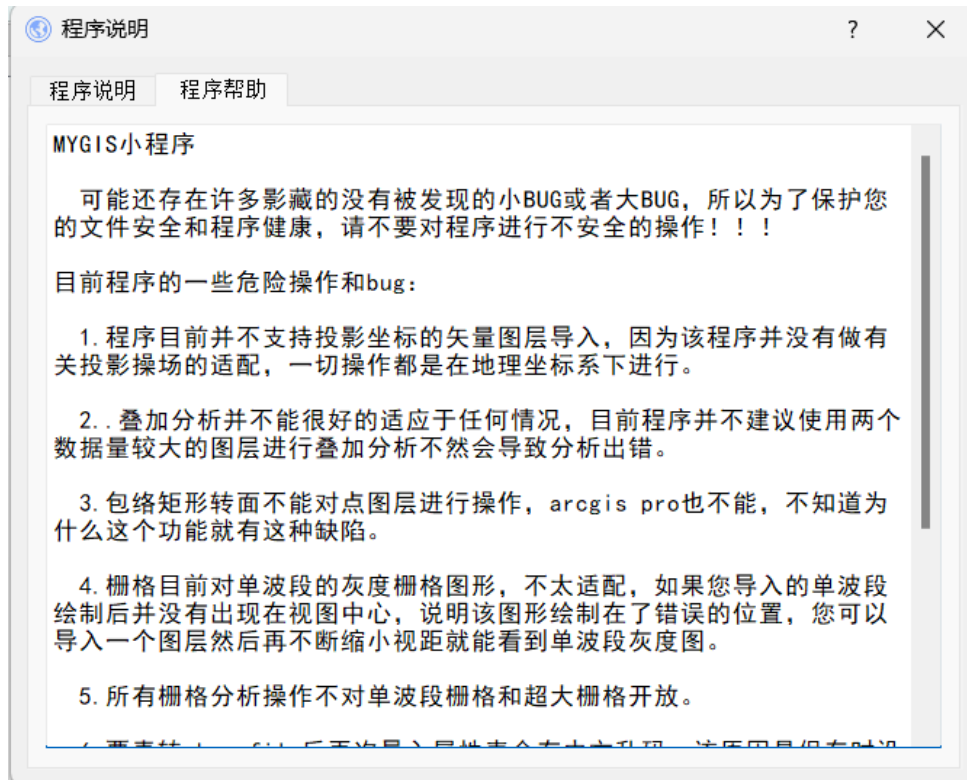 程序说明
程序说明 程序帮助
MYGIS小程序
可能还存在许多影藏的没有被发现的小BUG或者大BUG，所以为了保护您
的文件安全和程序健康，请不要对程序进行不安全的操作！！！
目前程序的一些危险操作和bug：
1.程序目前并不支持投影坐标的矢量图层导入，因为该程序并没有做有
关投影操场的适配，一切操作都是在地理坐标系下进行。
2..叠加分析并不能很好的适应于任何情况，目前程序并不建议使用两个
数据量较大的图层进行叠加分析不然会导致分析出错。
3.包络矩形转面不能对点图层进行操作，arcgis pro也不能，不知道为
什么这个功能就有这种缺陷。
4.栅格目前对单波段的灰度栅格图形，不太适配，如果您导入的单波段
绘制后并没有出现在视图中心，说明该图形绘制在了错误的位置，您可以
导入一个图层然后再不断缩小视距就能看到单波段灰度图。
5.所有栅格分析操作不对单波段栅格和超大栅格开放。